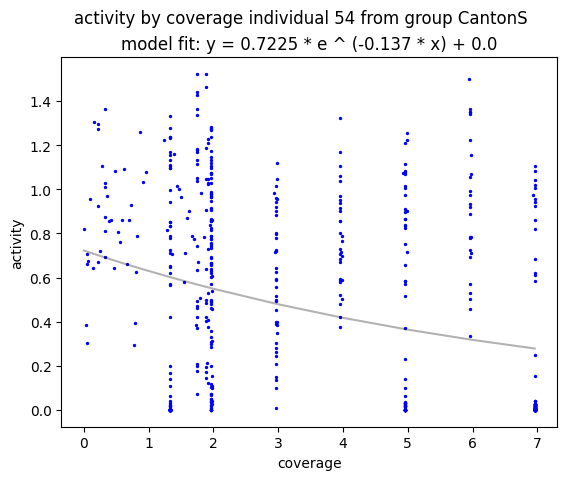 activity by coverage individual 54 from group CantonS
model fit: y = 0.7225 * e ^ (-0.137 * x) + 0.0
activity
1.4
1.2
1.0
0.8
0.6
0.4
0.2
0.0
0 1 2 3 4 5 6 7
coverage